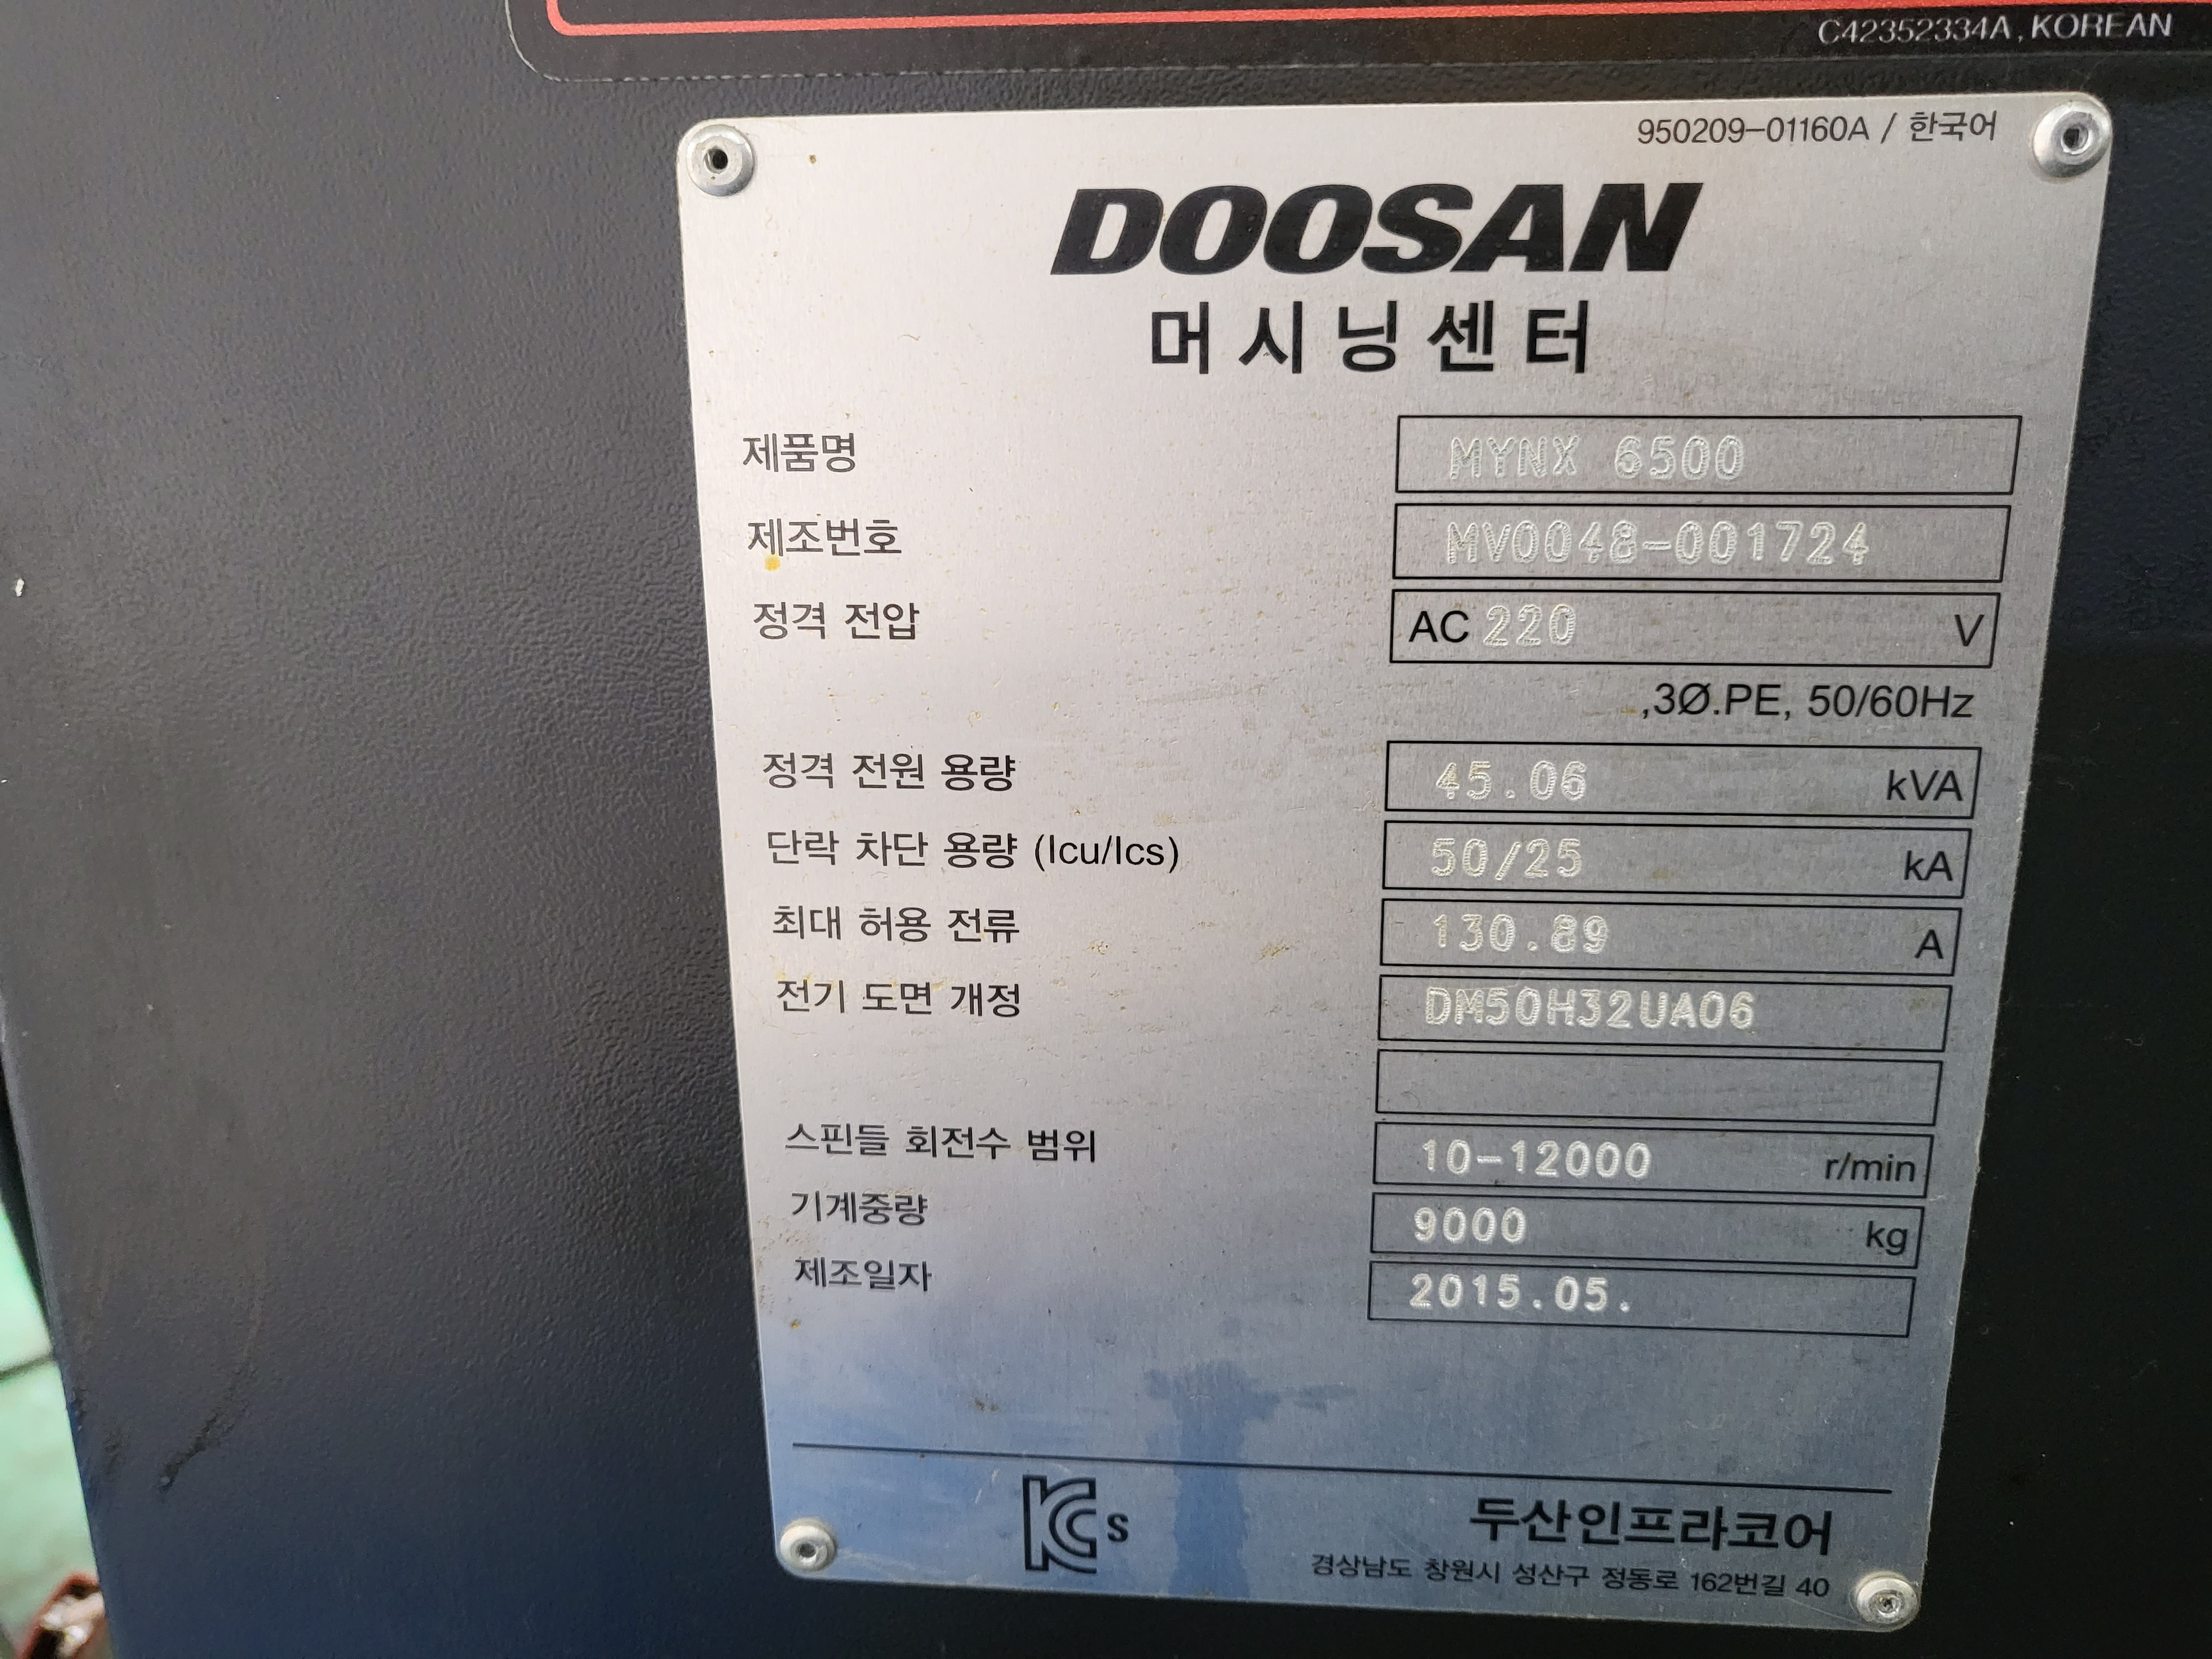 C42352334A, KOREAN
950209-01160A / 한국어
DOOSAN
머시닝센터
제품명 MYNX 6500
제조번호 MV0048-001724
정격 전압 AC 220 V
,3Ø.PE, 50/60Hz
정격 전원 용량 45.06 kVA
단락 차단 용량 (Icu/Ics) 50/25 kA
최대 허용 전류 130.89 A
전기 도면 개정 DM50H32UA06
스핀들 회전수 범위 10-12000 r/min
기계중량 9000 kg
제조일자 2015.05.
KC s
두산인프라코어
경상남도 창원시 성산구 정동로 162번길 40